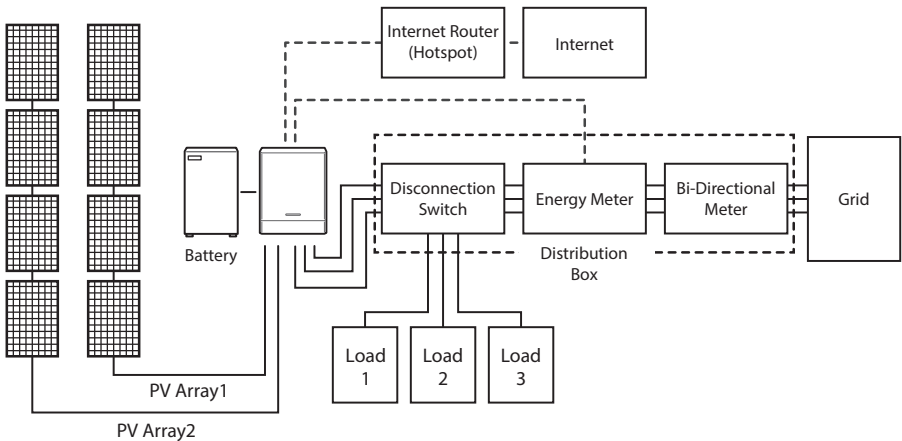 Internet Router
(Hotspot)
Internet
Battery
Disconnection
Switch
Energy Meter
Bi-Directional
Meter
Grid
Distribution
Box
Load
1
Load
2
Load
3
PV Array1
PV Array2